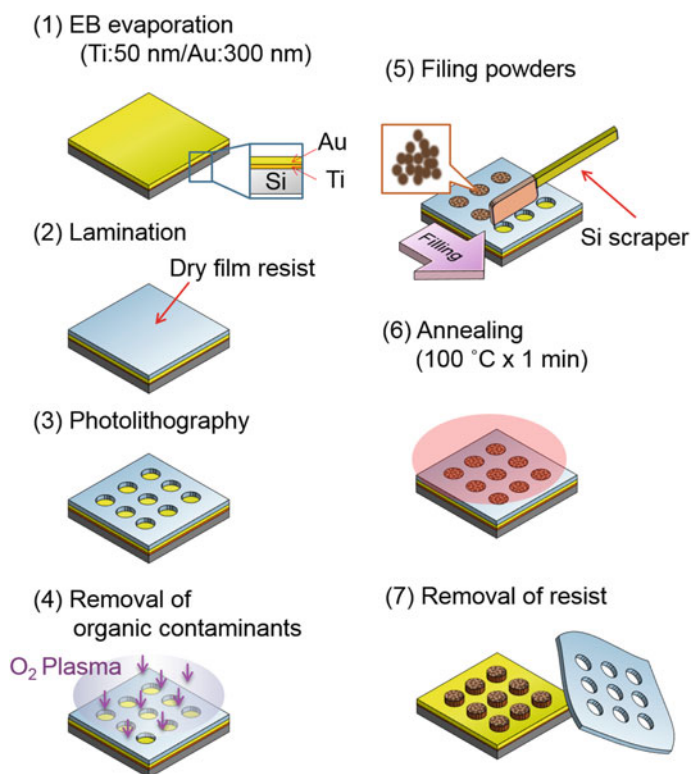 (1) EB evaporation
(Ti:50 nm/Au:300 nm)
Au
Ti
Si
(2) Lamination
Dry film resist
(3) Photolithography
(4) Removal of
organic contaminants
O₂ Plasma
(5) Filing powders
Filling
Si scraper
(6) Annealing
(100 ˚C x 1 min)
(7) Removal of resist